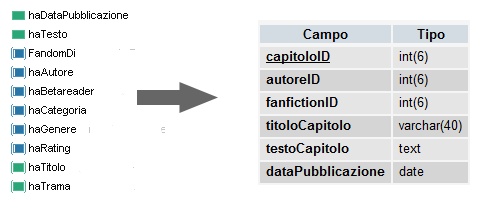 haDataPubblicazione
haTesto
FandomDi
haAutore
haBetareader
haCategoria
haGenere
haRating
haTitolo
haTrama
Campo Tipo
capitoloID int(6)
autoreID int(6)
fanfictionID int(6)
titoloCapitolo varchar(40)
testoCapitolo text
dataPubblicazione date